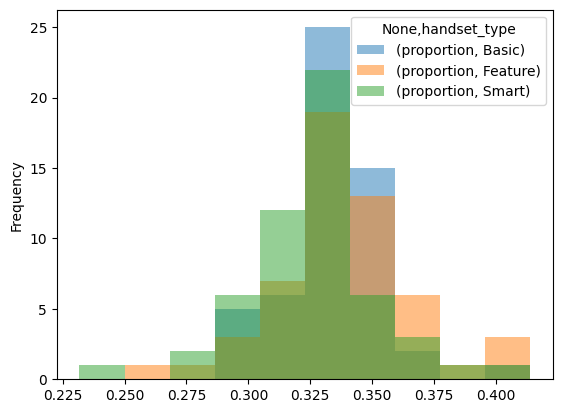 None,handset_type
(proportion, Basic)
(proportion, Feature)
(proportion, Smart)
Frequency
25
20
15
10
5
0
0.225 0.250 0.275 0.300 0.325 0.350 0.375 0.400